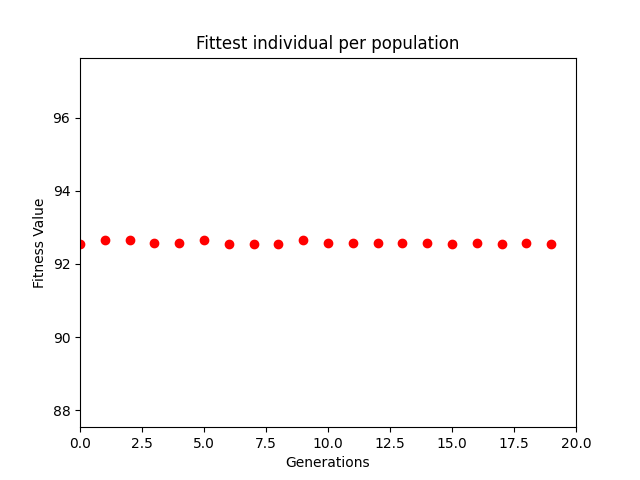 Fittest individual per population
96
94
92
90
88
Fitness Value
0.0 2.5 5.0 7.5 10.0 12.5 15.0 17.5 20.0
Generations